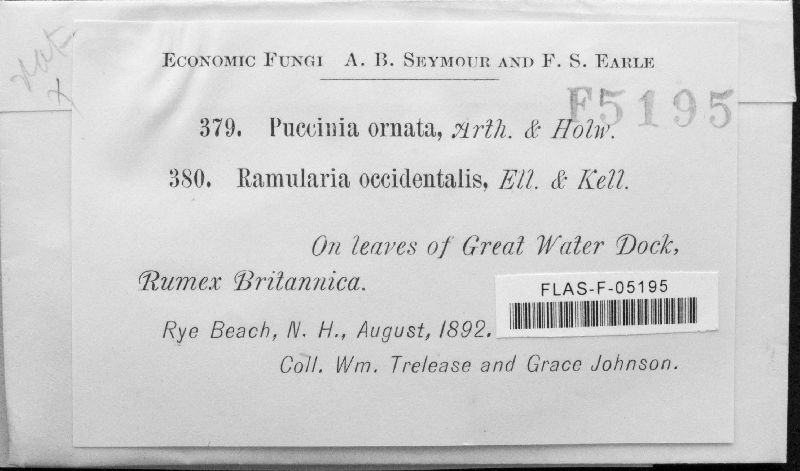 Economic Fungi A. B. Seymour and F. S. Earle
F5195
379. Puccinia ornata, Arth. & Holw.
380. Ramularia occidentalis, Ell. & Kell.
On leaves of Great Water Dock,
Rumex Britannica.
FLAS-F-05195
Rye Beach, N. H., August, 1892.
Coll. Wm. Trelease and Grace Johnson.